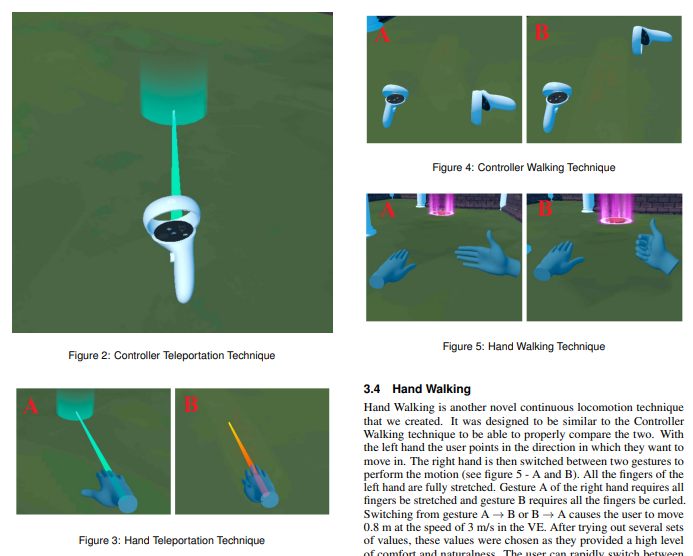 Figure 2: Controller Teleportation Technique
A
B
Figure 3: Hand Teleportation Technique
A
B
Figure 4: Controller Walking Technique
A
B
Figure 5: Hand Walking Technique
3.4 Hand Walking
Hand Walking is another novel continuous locomotion technique
that we created. It was designed to be similar to the Controller
Walking technique to be able to properly compare the two. With
the left hand the user points in the direction in which they want to
move in. The right hand is then switched between two gestures to
perform the motion (see figure 5 - A and B). All the fingers of the
left hand are fully stretched. Gesture A of the right hand requires all
fingers be stretched and gesture B requires all the fingers be curled.
Switching from gesture A → B or B → A causes the user to move
0.8 m at the speed of 3 m/s in the VE. After trying out several sets
of values, these values were chosen as they provided a high level
of comfort and naturalness. The user can rapidly switch between